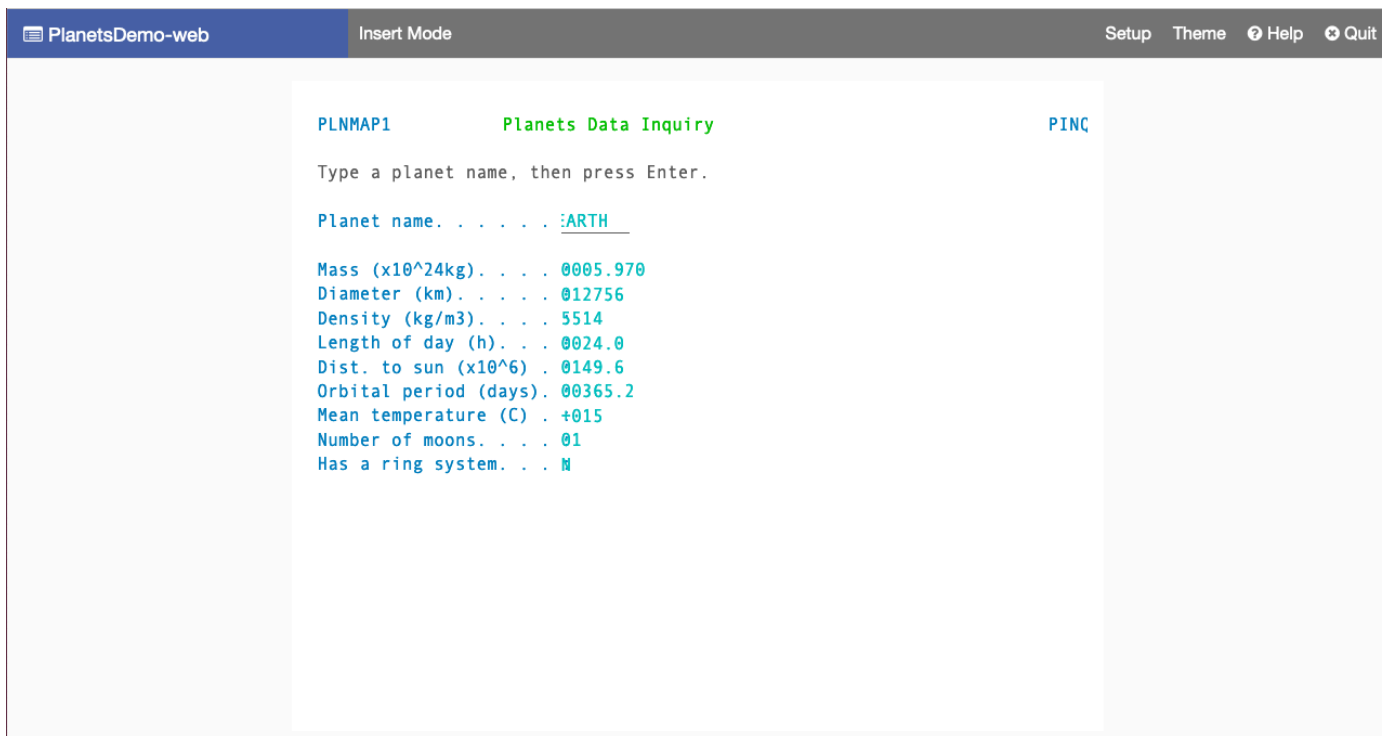 PlanetsDemo-web Insert Mode Setup Theme Help Quit
PLNMAP1 Planets Data Inquiry PINQ
Type a planet name, then press Enter.
Planet name. . . . . . EARTH
Mass (x10^24kg). . . . 0005.970
Diameter (km). . . . . 012756
Density (kg/m3). . . . 5514
Length of day (h). . . 0024.0
Dist. to sun (x10^6) . 0149.6
Orbital period (days). 00365.2
Mean temperature (C) . +015
Number of moons. . . . 01
Has a ring system. . . N